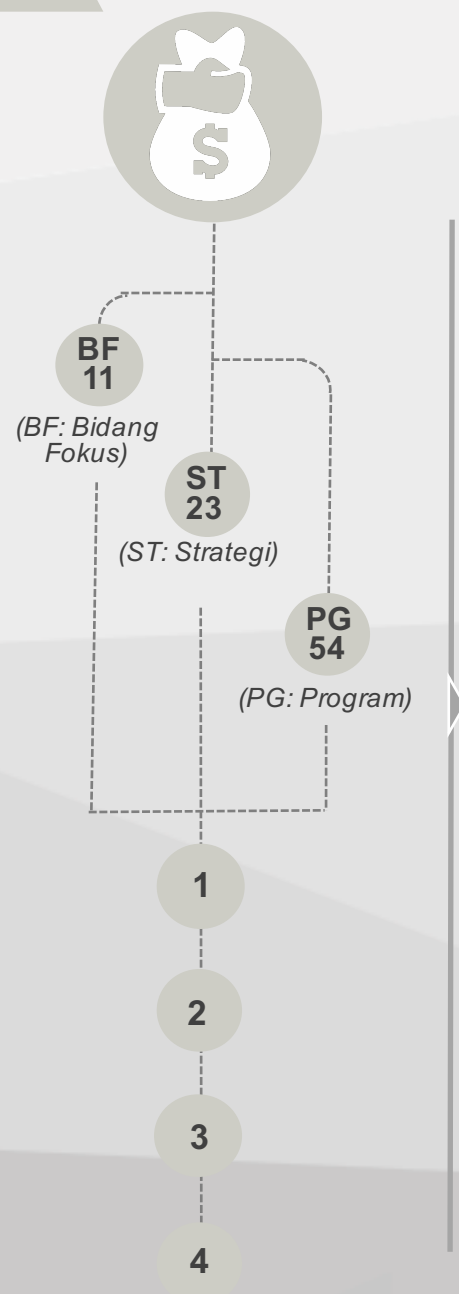 $
BF
11
(BF: Bidang
Fokus)
ST
23
(ST: Strategi)
PG
54
(PG: Program)
1
2
3
4